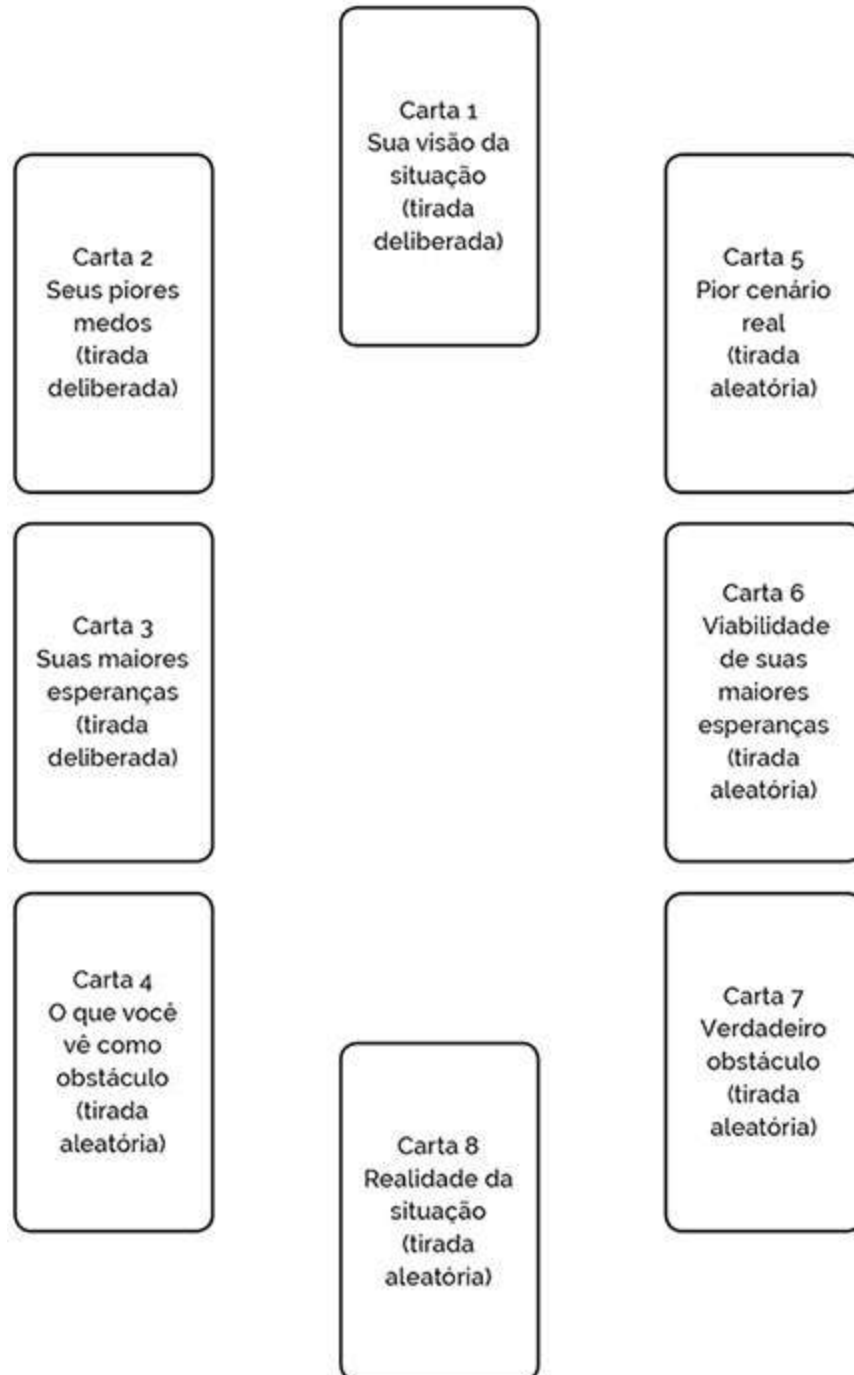 Carta 1
Sua visão da
situação
(tirada
deliberada)
Carta 2
Seus piores
medos
(tirada
deliberada)
Carta 3
Suas maiores
esperanças
(tirada
deliberada)
Carta 4
O que você
vê como
obstáculo
(tirada
aleatória)
Carta 5
Pior cenário
real
(tirada
aleatória)
Carta 6
Viabilidade
de suas
maiores
esperanças
(tirada
aleatória)
Carta 7
Verdadeiro
obstáculo
(tirada
aleatória)
Carta 8
Realidade da
situação
(tirada
aleatória)